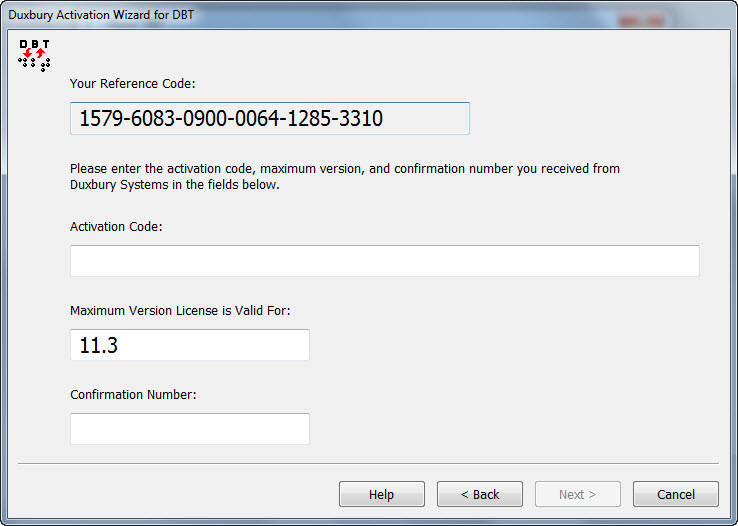 Duxbury Activation Wizard for DBT
DBT
Your Reference Code:
1579-6083-0900-0064-1285-3310
Please enter the activation code, maximum version, and confirmation number you received from
Duxbury Systems in the fields below.
Activation Code:
Maximum Version License is Valid For:
11.3
Confirmation Number:
Help
< Back
Next >
Cancel